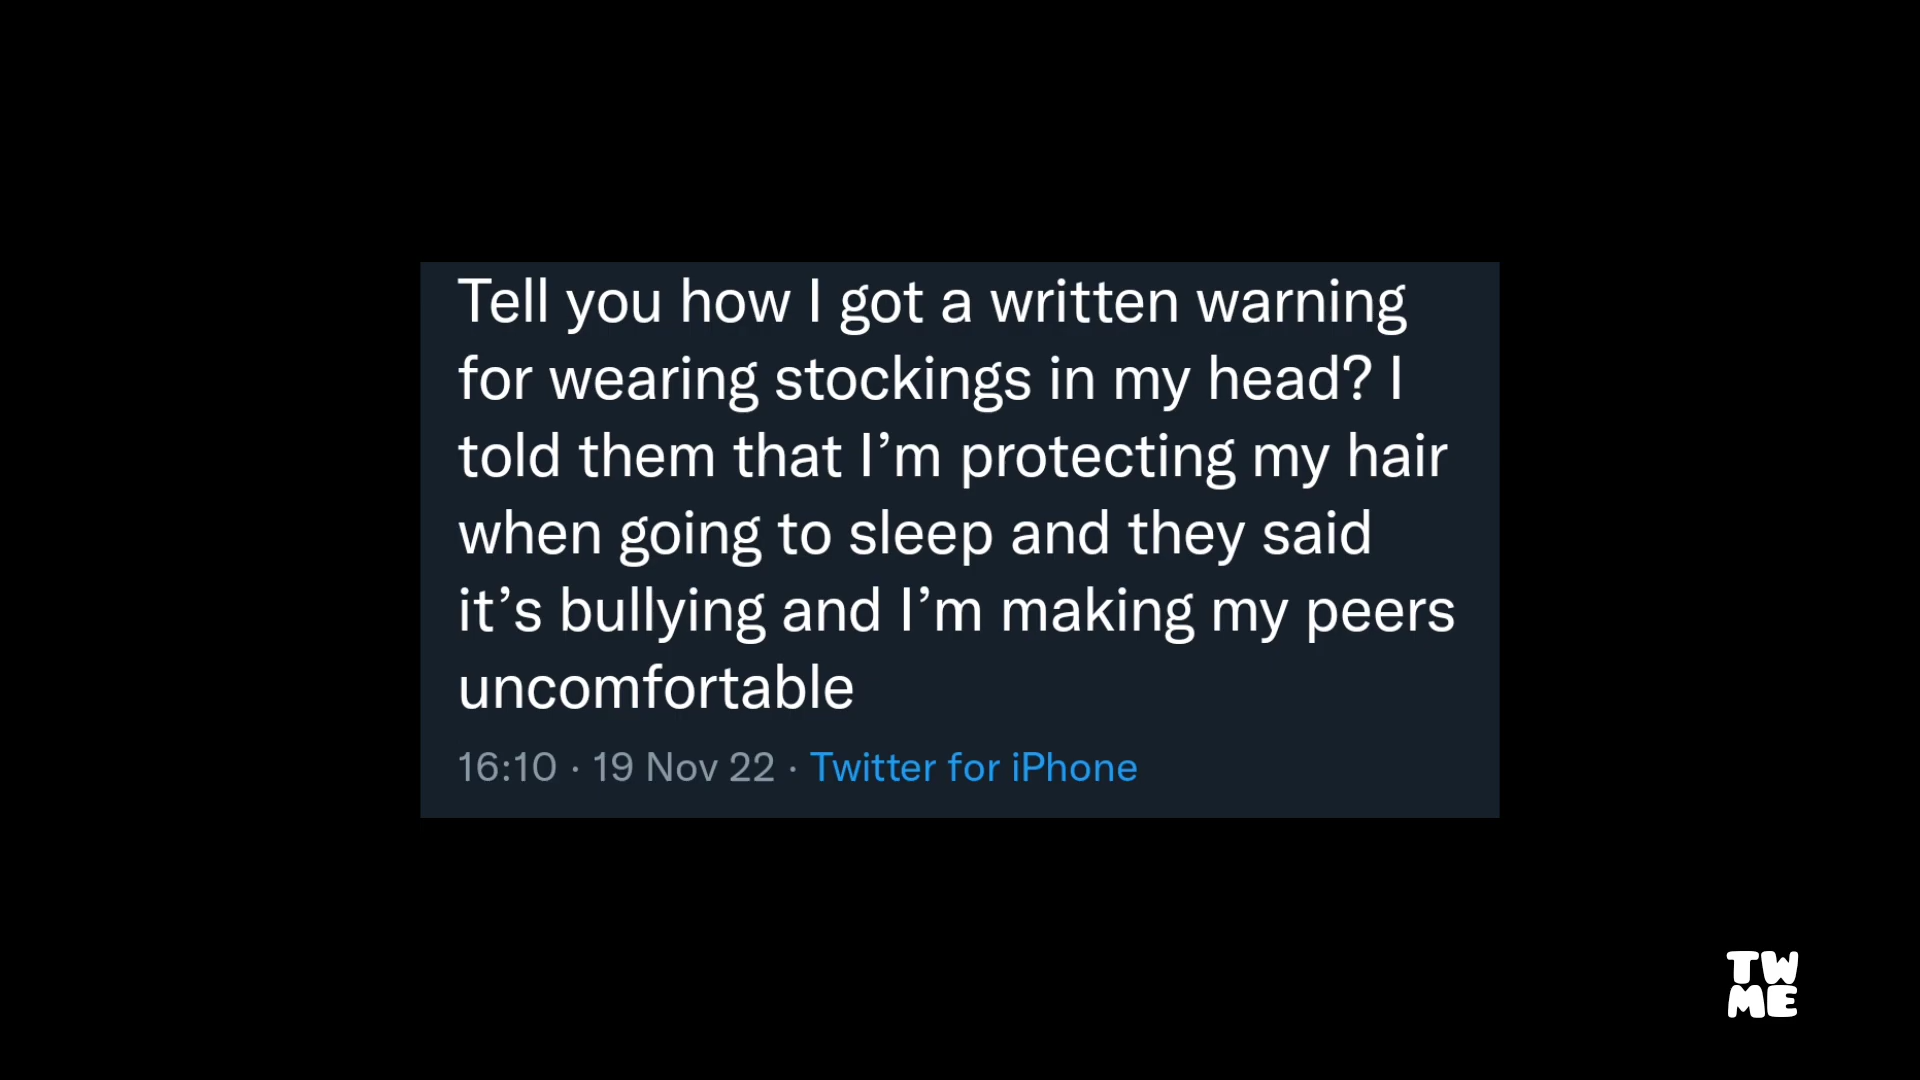 Tell you how I got a written warning
for wearing stockings in my head? I
told them that I’m protecting my hair
when going to sleep and they said
it’s bullying and I’m making my peers
uncomfortable
16:10 · 19 Nov 22 · Twitter for iPhone
TW
ME